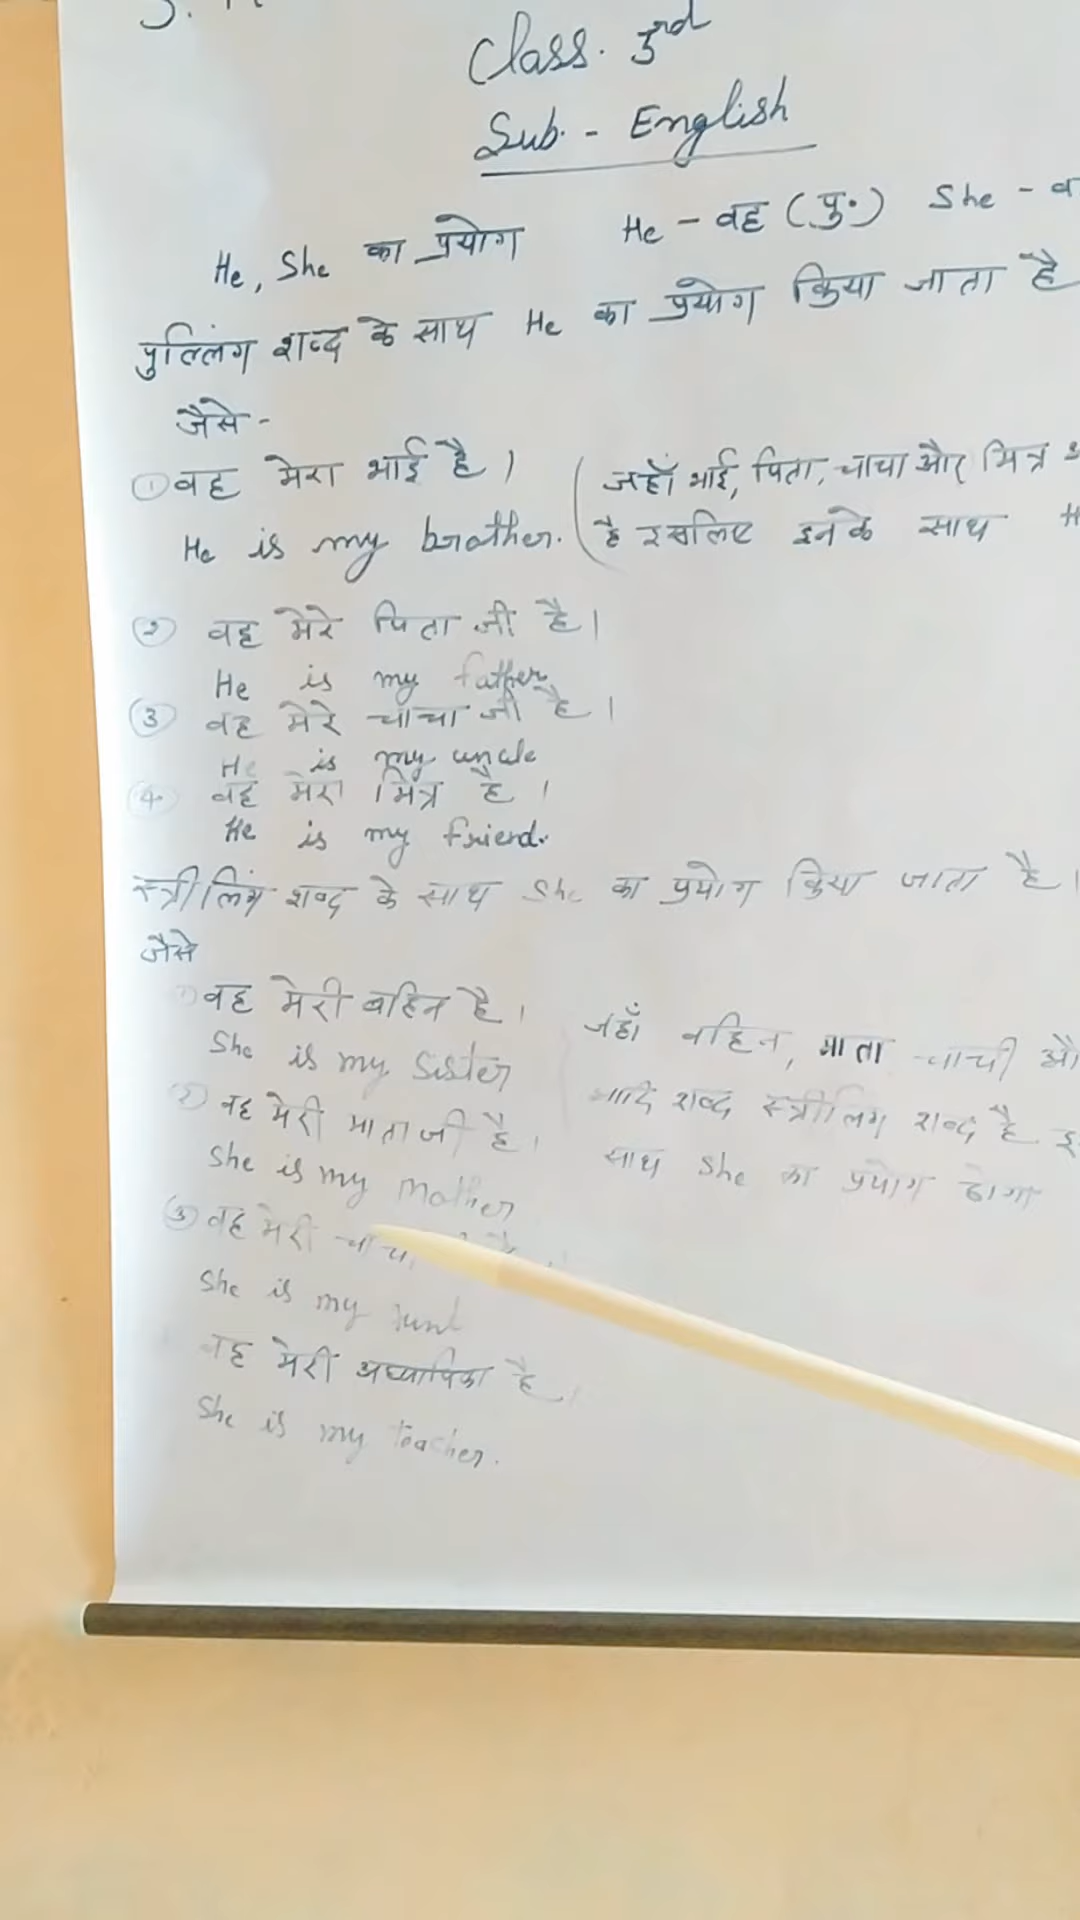 Class. 3rd
Sub. - English
He, She का प्रयोग He - वह (पु.) She - व
पुल्लिंग शब्द के साथ He का प्रयोग किया जाता है
जैसे -
① वह मेरा भाई है। (जहाँ भाई, पिता, चाचा और मित्र
He is my brother. है इसलिए इनके साथ H
② वह मेरे पिता जी है।
He is my father
③ वह मेरे चाचा जी है।
He is my uncle
④ वह मेरा मित्र है।
He is my friend.
स्त्रीलिंग शब्द के साथ She का प्रयोग किया जाता है।
जैसे
1) वह मेरी बहिन है। जहाँ बहिन, माता चाची औ
She is my sister आदि शब्द स्त्रीलिंग शब्द है इ
2) वह मेरी माता जी है। साथ She का प्रयोग होगा
She is my mother
③ वह मेरी
She is my
वह मेरी अध्यापिका है।
She is my teacher.